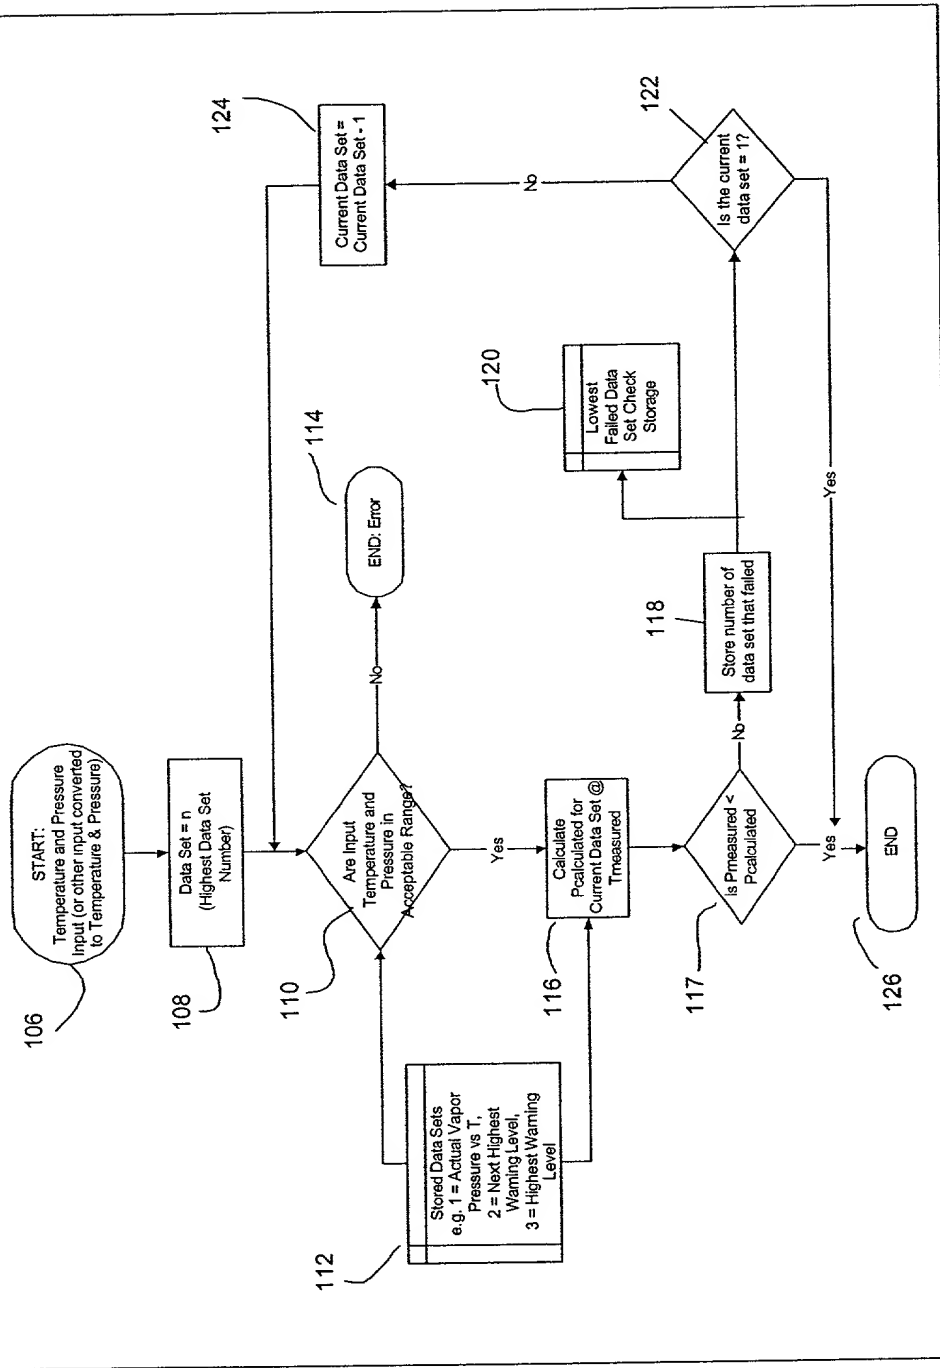 106
START:
Temperature and Pressure
Input (or other input converted
to Temperature & Pressure)
108
Data Set = n
(Highest Data Set
Number)
110
Are Input
Temperature and
Pressure in
Acceptable Range?
No
114
END: Error
Yes
112
Stored Data Sets
e.g. 1 = Actual Vapor
Pressure vs T,
2 = Next Highest
Warning Level,
3 = Highest Warning
Level
116
Calculate
Pcalculated for
Current Data Set @
Tmeasured
117
Is Pmeasured <
Pcalculated
No
118
Store number of
data set that failed
120
Lowest
Failed Data
Set Check
Storage
122
Is the current
data set = 1?
No
124
Current Data Set =
Current Data Set - 1
Yes
Yes
126
END